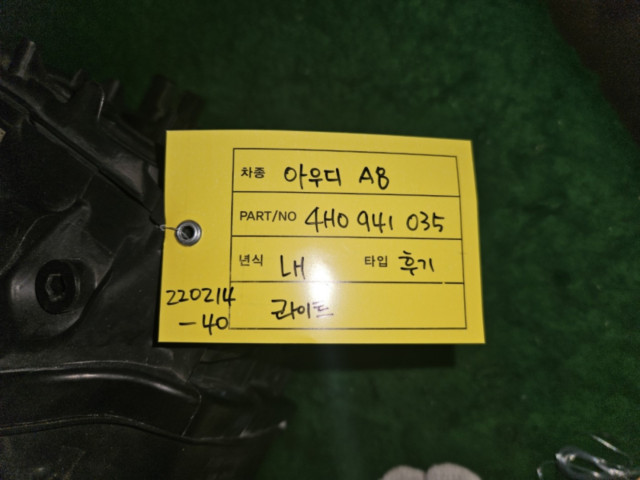 차종 아우디 A8
PART/NO 4H0 941 035
년식 LH 타입 후기
220214
-40
라이트